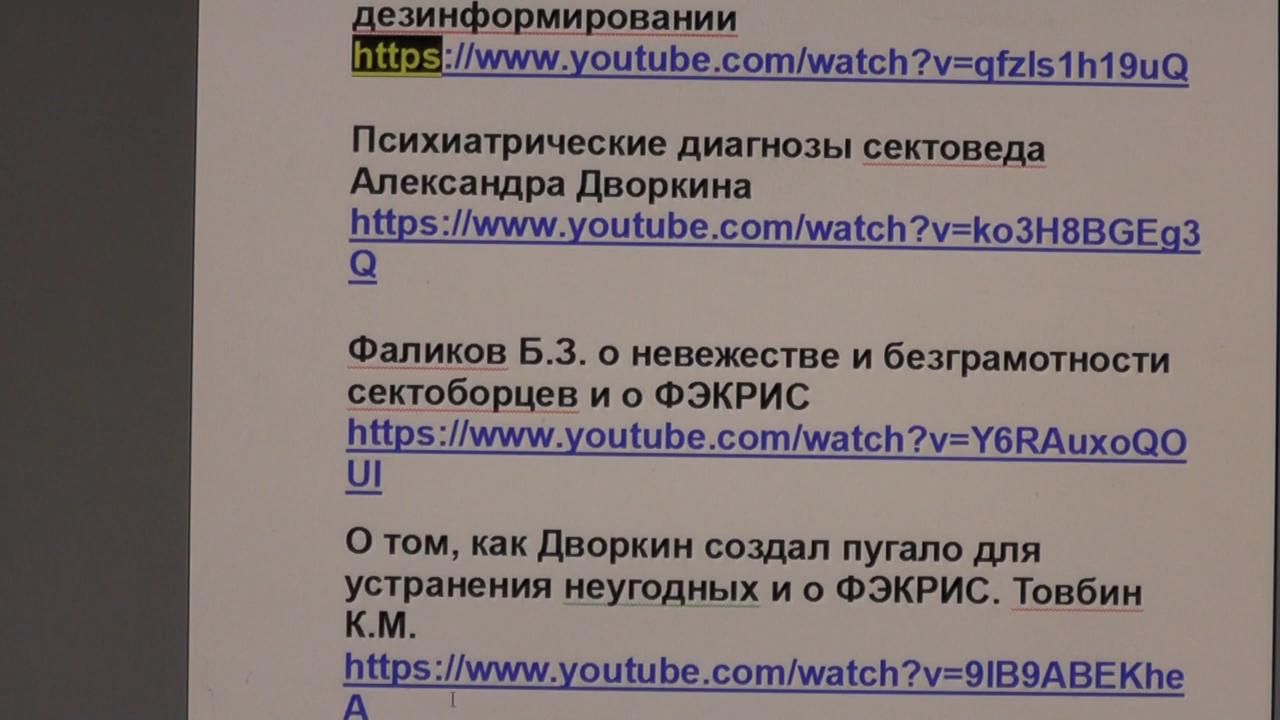 дезинформировании
https://www.youtube.com/watch?v=qfzIs1h19uQ
Психиатрические диагнозы сектоведа
Александра Дворкина
https://www.youtube.com/watch?v=ko3H8BGEg3
Q
Фаликов Б.З. о невежестве и безграмотности
сектоборцев и о ФЭКРИС
https://www.youtube.com/watch?v=Y6RAuxoQO
UI
О том, как Дворкин создал пугало для
устранения неугодных и о ФЭКРИС. Товбин
К.М.
https://www.youtube.com/watch?v=9IB9ABEKhe
A